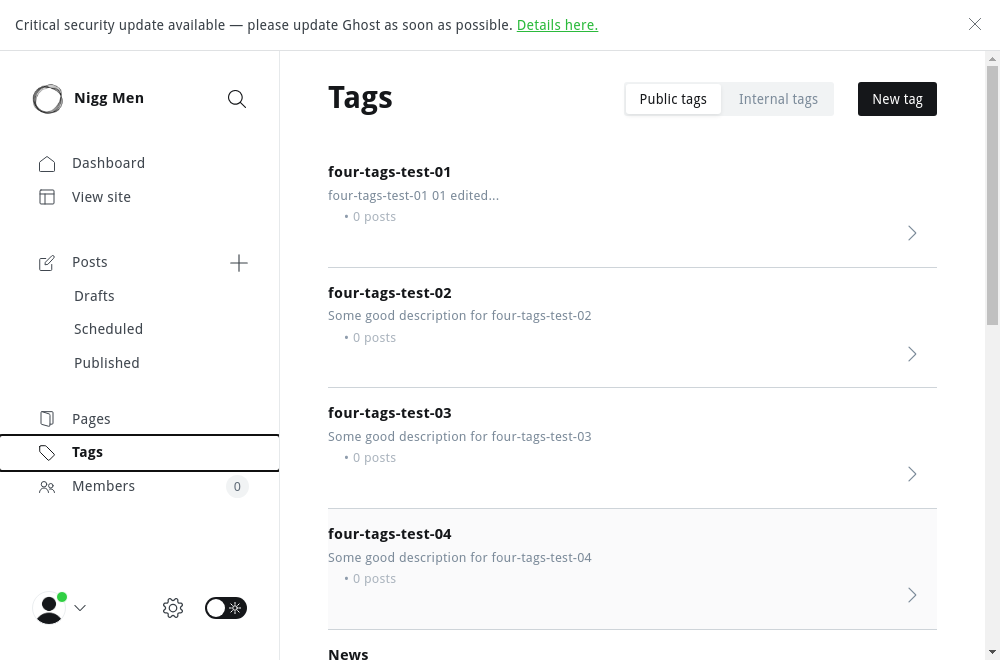 Critical security update available — please update Ghost as soon as possible. Details here.
Nigg Men
Dashboard
View site
Posts
Drafts
Scheduled
Published
Pages
Tags
Members 0
Tags
Public tags
Internal tags
New tag
four-tags-test-01
four-tags-test-01 01 edited...
• 0 posts
four-tags-test-02
Some good description for four-tags-test-02
• 0 posts
four-tags-test-03
Some good description for four-tags-test-03
• 0 posts
four-tags-test-04
Some good description for four-tags-test-04
• 0 posts
News